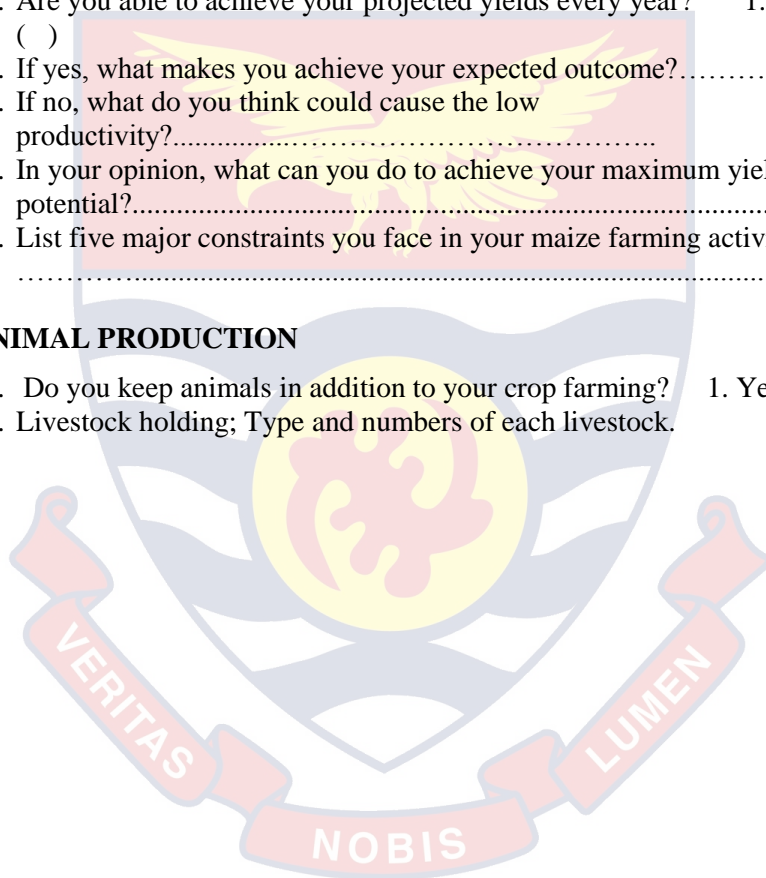 . Are you able to achieve your projected yields every year? 1.
( )
. If yes, what makes you achieve your expected outcome?………
. If no, what do you think could cause the low
productivity?................………………………………..
. In your opinion, what can you do to achieve your maximum yiel
potential?.......................................................................................
. List five major constraints you face in your maize farming activ
…………......................................................................................
NIMAL PRODUCTION
. Do you keep animals in addition to your crop farming? 1. Ye
. Livestock holding; Type and numbers of each livestock.
VERITAS
NOBIS
LUMEN